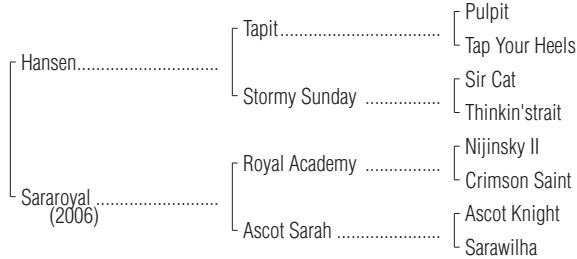 Pulpit
Tapit..........................................
Tap Your Heels
Hansen.....................................
Sir Cat
Stormy Sunday ....................
Thinkin'strait
Nijinsky II
Royal Academy ....................
Crimson Saint
Sararoyal ................................
(2006)
Ascot Knight
Ascot Sarah ...........................
Sarawilha